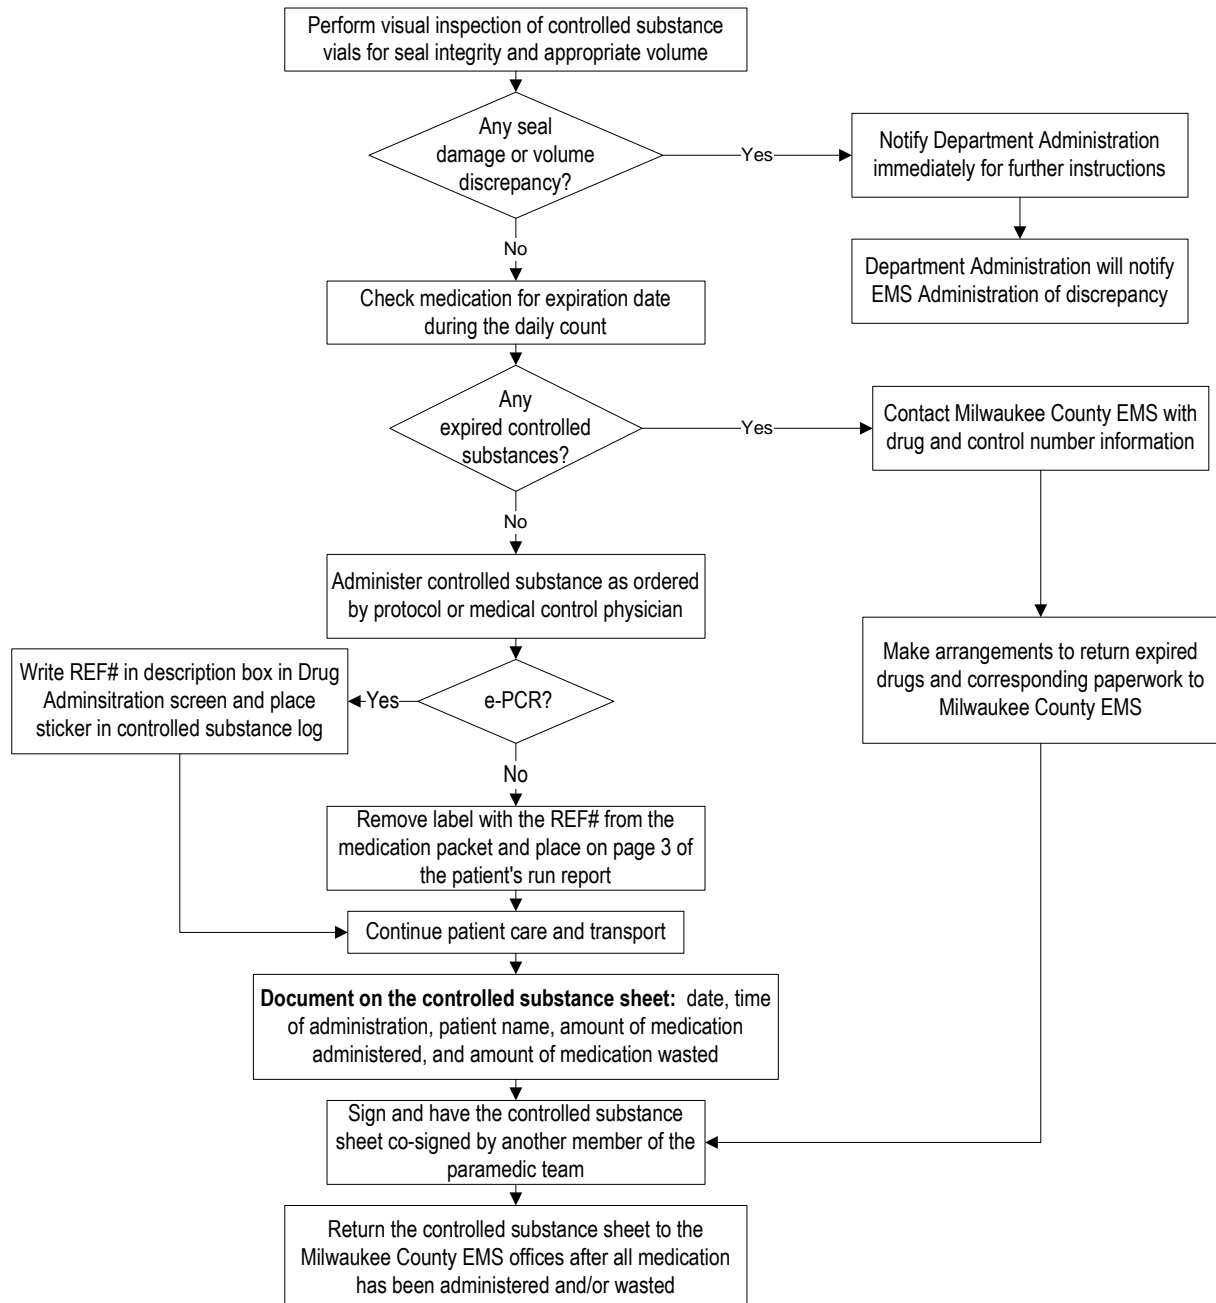 Perform visual inspection of controlled substance
vials for seal integrity and appropriate volume
Any seal
damage or volume
discrepancy?
Yes
Notify Department Administration
immediately for further instructions
Department Administration will notify
EMS Administration of discrepancy
No
Check medication for expiration date
during the daily count
Any
expired controlled
substances?
Yes
Contact Milwaukee County EMS with
drug and control number information
Make arrangements to return expired
drugs and corresponding paperwork to
Milwaukee County EMS
No
Administer controlled substance as ordered
by protocol or medical control physician
e-PCR?
Yes
Write REF# in description box in Drug
Adminsitration screen and place
sticker in controlled substance log
No
Remove label with the REF# from the
medication packet and place on page 3 of
the patient's run report
Continue patient care and transport
Document on the controlled substance sheet: date, time
of administration, patient name, amount of medication
administered, and amount of medication wasted
Sign and have the controlled substance
sheet co-signed by another member of the
paramedic team
Return the controlled substance sheet to the
Milwaukee County EMS offices after all medication
has been administered and/or wasted